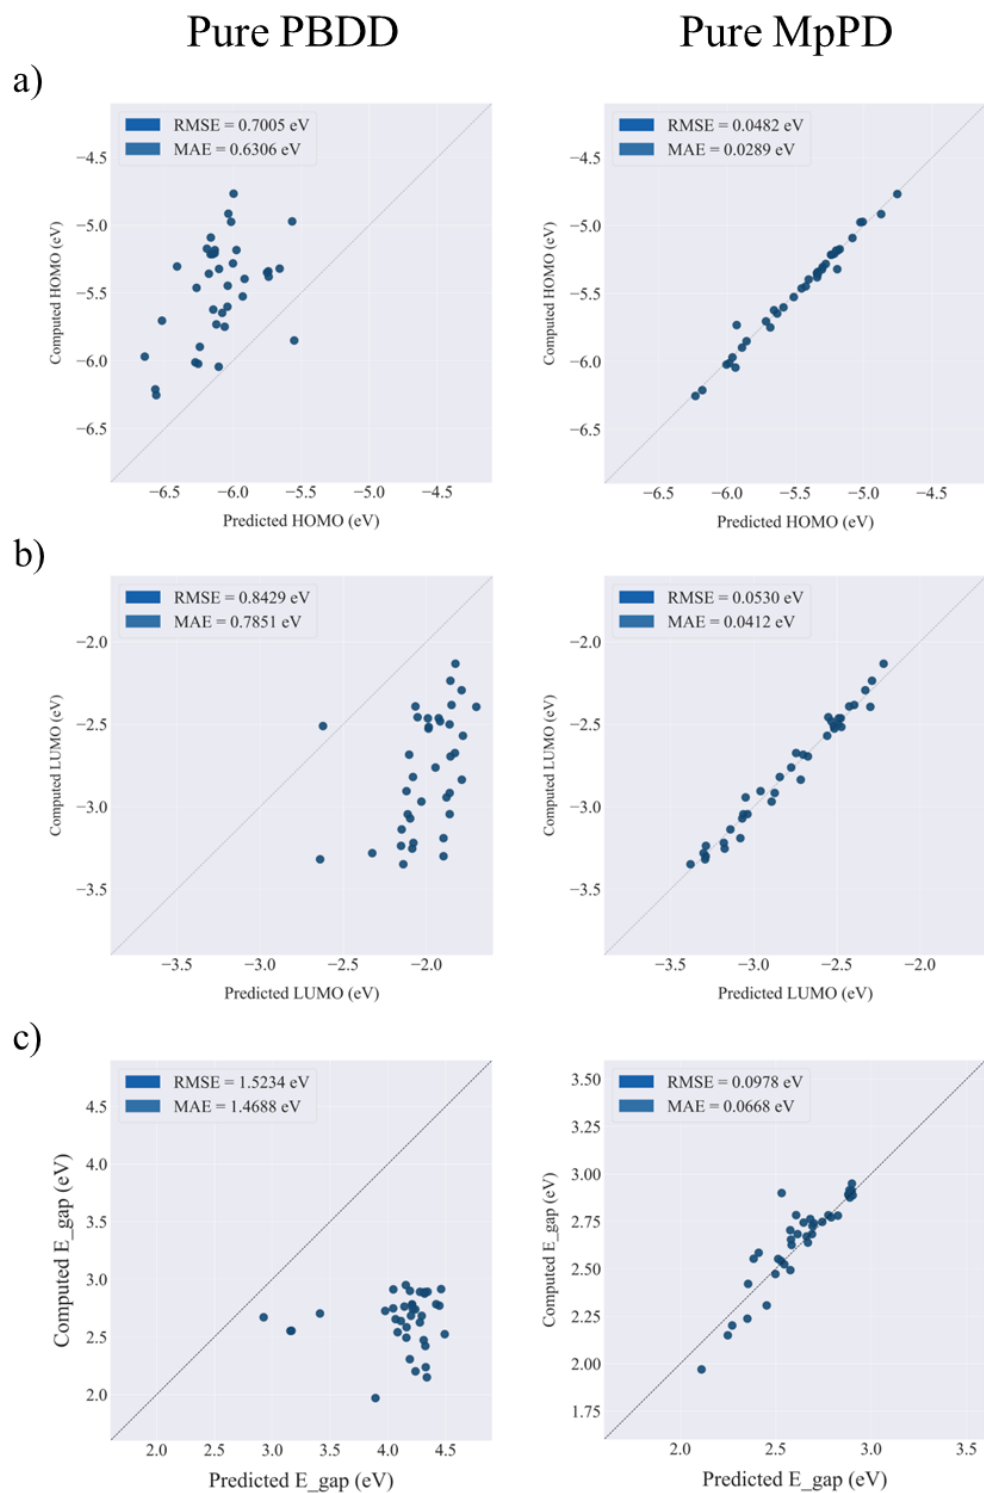 Pure PBDD
Pure MpPD
a)
RMSE = 0.7005 eV
MAE = 0.6306 eV
−4.5
−5.0
−5.5
−6.0
−6.5
Computed HOMO (eV)
−6.5 −6.0 −5.5 −5.0 −4.5
Predicted HOMO (eV)
RMSE = 0.0482 eV
MAE = 0.0289 eV
−4.5
−5.0
−5.5
−6.0
−6.5
Computed HOMO (eV)
−6.5 −6.0 −5.5 −5.0 −4.5
Predicted HOMO (eV)
b)
RMSE = 0.8429 eV
MAE = 0.7851 eV
−2.0
−2.5
−3.0
−3.5
Computed LUMO (eV)
−3.5 −3.0 −2.5 −2.0
Predicted LUMO (eV)
RMSE = 0.0530 eV
MAE = 0.0412 eV
−2.0
−2.5
−3.0
−3.5
Computed LUMO (eV)
−3.5 −3.0 −2.5 −2.0
Predicted LUMO (eV)
c)
RMSE = 1.5234 eV
MAE = 1.4688 eV
4.5
4.0
3.5
3.0
2.5
2.0
Computed E_gap (eV)
2.0 2.5 3.0 3.5 4.0 4.5
Predicted E_gap (eV)
RMSE = 0.0978 eV
MAE = 0.0668 eV
3.50
3.25
3.00
2.75
2.50
2.25
2.00
1.75
Computed E_gap (eV)
2.0 2.5 3.0 3.5
Predicted E_gap (eV)